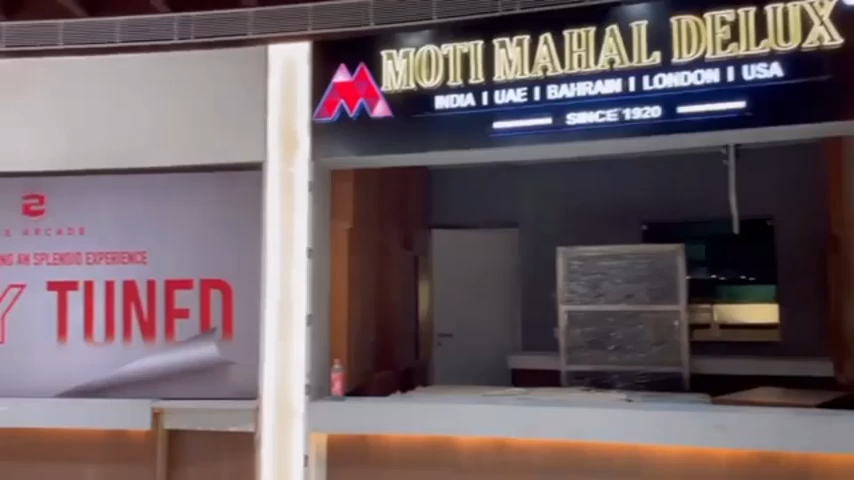 MOTI MAHAL DELUX
INDIA | UAE | BAHRAIN | LONDON | USA
SINCE 1920
ARCADE
AN SPLENDID EXPERIENCE
TUNED